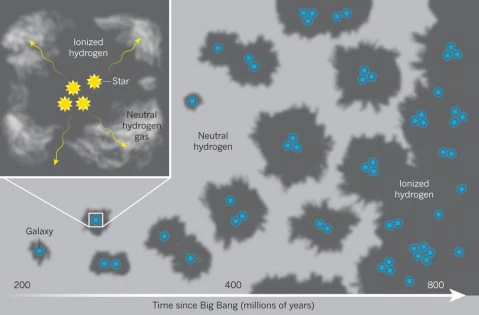 Ionized
hydrogen
Star
Neutral
hydrogen
gas
Neutral
hydrogen
Ionized
hydrogen
Galaxy
200 400 800
Time since Big Bang (millions of years)